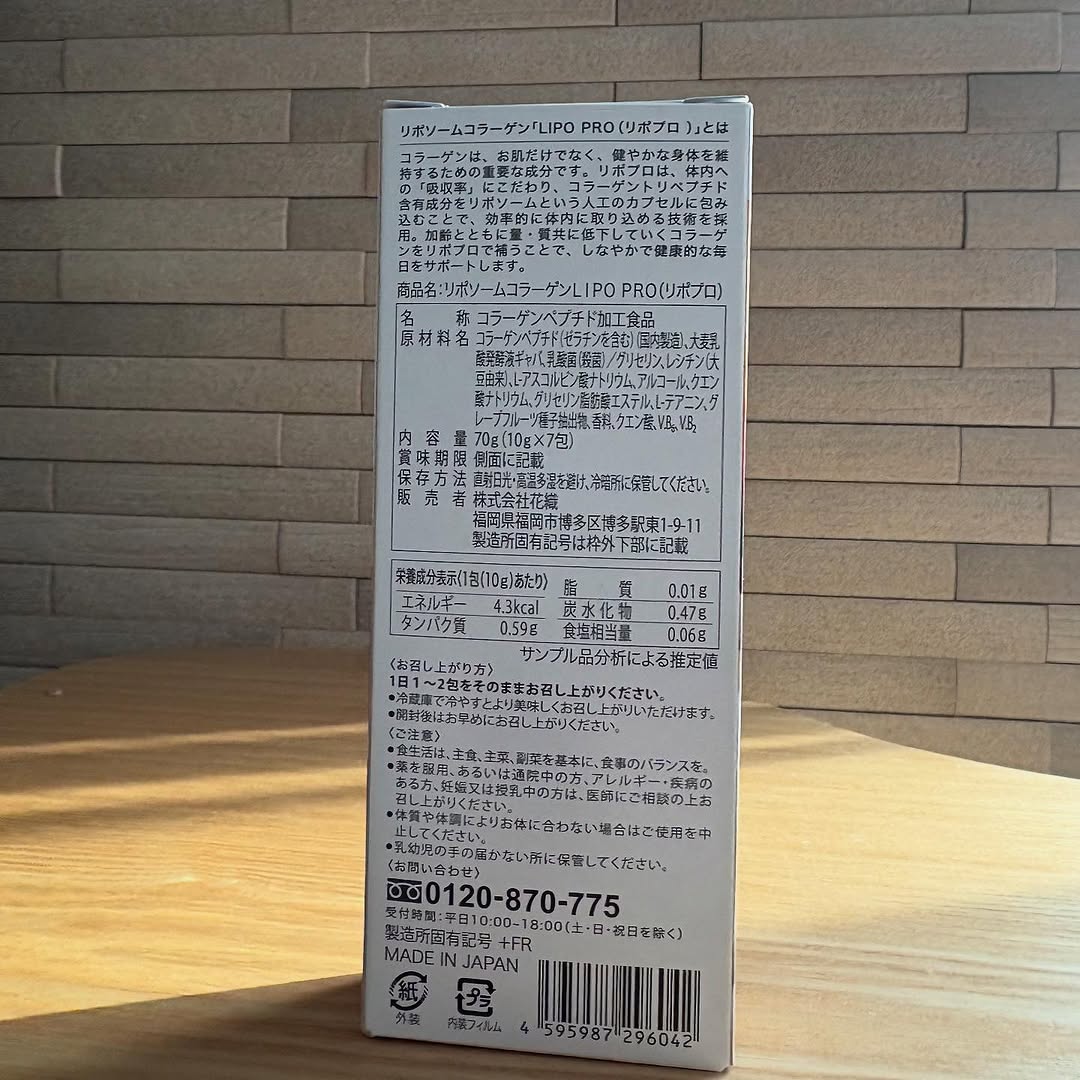 リポソームコラーゲン「LIPO PRO(リポプロ )」とは
コラーゲンは、お肌だけでなく、健やかな身体を維
持するための重要な成分です。リポプロは、体内へ
の「吸収率」にこだわり、コラーゲントリペプチド
含有成分をリポソームという人工のカプセルに包み
込むことで、効率的に体内に取り込める技術を採
用。加齢とともに量・質共に低下していくコラーゲ
ンをリポプロで補うことで、しなやかで健康的な毎
日をサポートします。
商品名:リポソームコラーゲンLIPO PRO(リポプロ)
名称 コラーゲンペプチド加工食品
原材料名 コラーゲンペプチド(ゼラチンを含む)(国内製造)、大麦乳
酸発酵液ギャバ、乳酸菌(殺菌)/グリセリン、レシチン(大
豆由来)、L-アスコルビン酸ナトリウム、アルコール、クエン
酸ナトリウム、グリセリン脂肪酸エステル、L-テアニン、グ
レープフルーツ種子抽出物、香料、クエン酸、V.B₆、V.B₂
内容量 70g(10g×7包)
賞味期限 側面に記載
保存方法 直射日光・高温多湿を避け、冷暗所に保管してください。
販売者 株式会社花織
福岡県福岡市博多区博多駅東1-9-11
製造所固有記号は枠外下部に記載
栄養成分表示〈1包(10g)あたり〉
エネルギー 4.3kcal
タンパク質 0.59g
脂質 0.01g
炭水化物 0.47g
食塩相当量 0.06g
サンプル品分析による推定値
〈お召し上がり方〉
1日1~2包をそのままお召し上がりください。
●冷蔵庫で冷やすとより美味しくお召し上がりいただけます。
●開封後はお早めにお召し上がりください。
〈ご注意〉
●食生活は、主食、主菜、副菜を基本に、食事のバランスを。
●薬を服用、あるいは通院中の方、アレルギー・疾病の
ある方、妊娠又は授乳中の方は、医師にご相談の上お
召し上がりください。
●体質や体調によりお体に合わない場合はご使用を中
止してください。
●乳幼児の手の届かない所に保管してください。
〈お問い合わせ〉
0120-870-775
受付時間:平日10:00-18:00(土・日・祝日を除く)
製造所固有記号 +FR
MADE IN JAPAN
紙
外装
プラ
内装フィルム
4 595987 296042